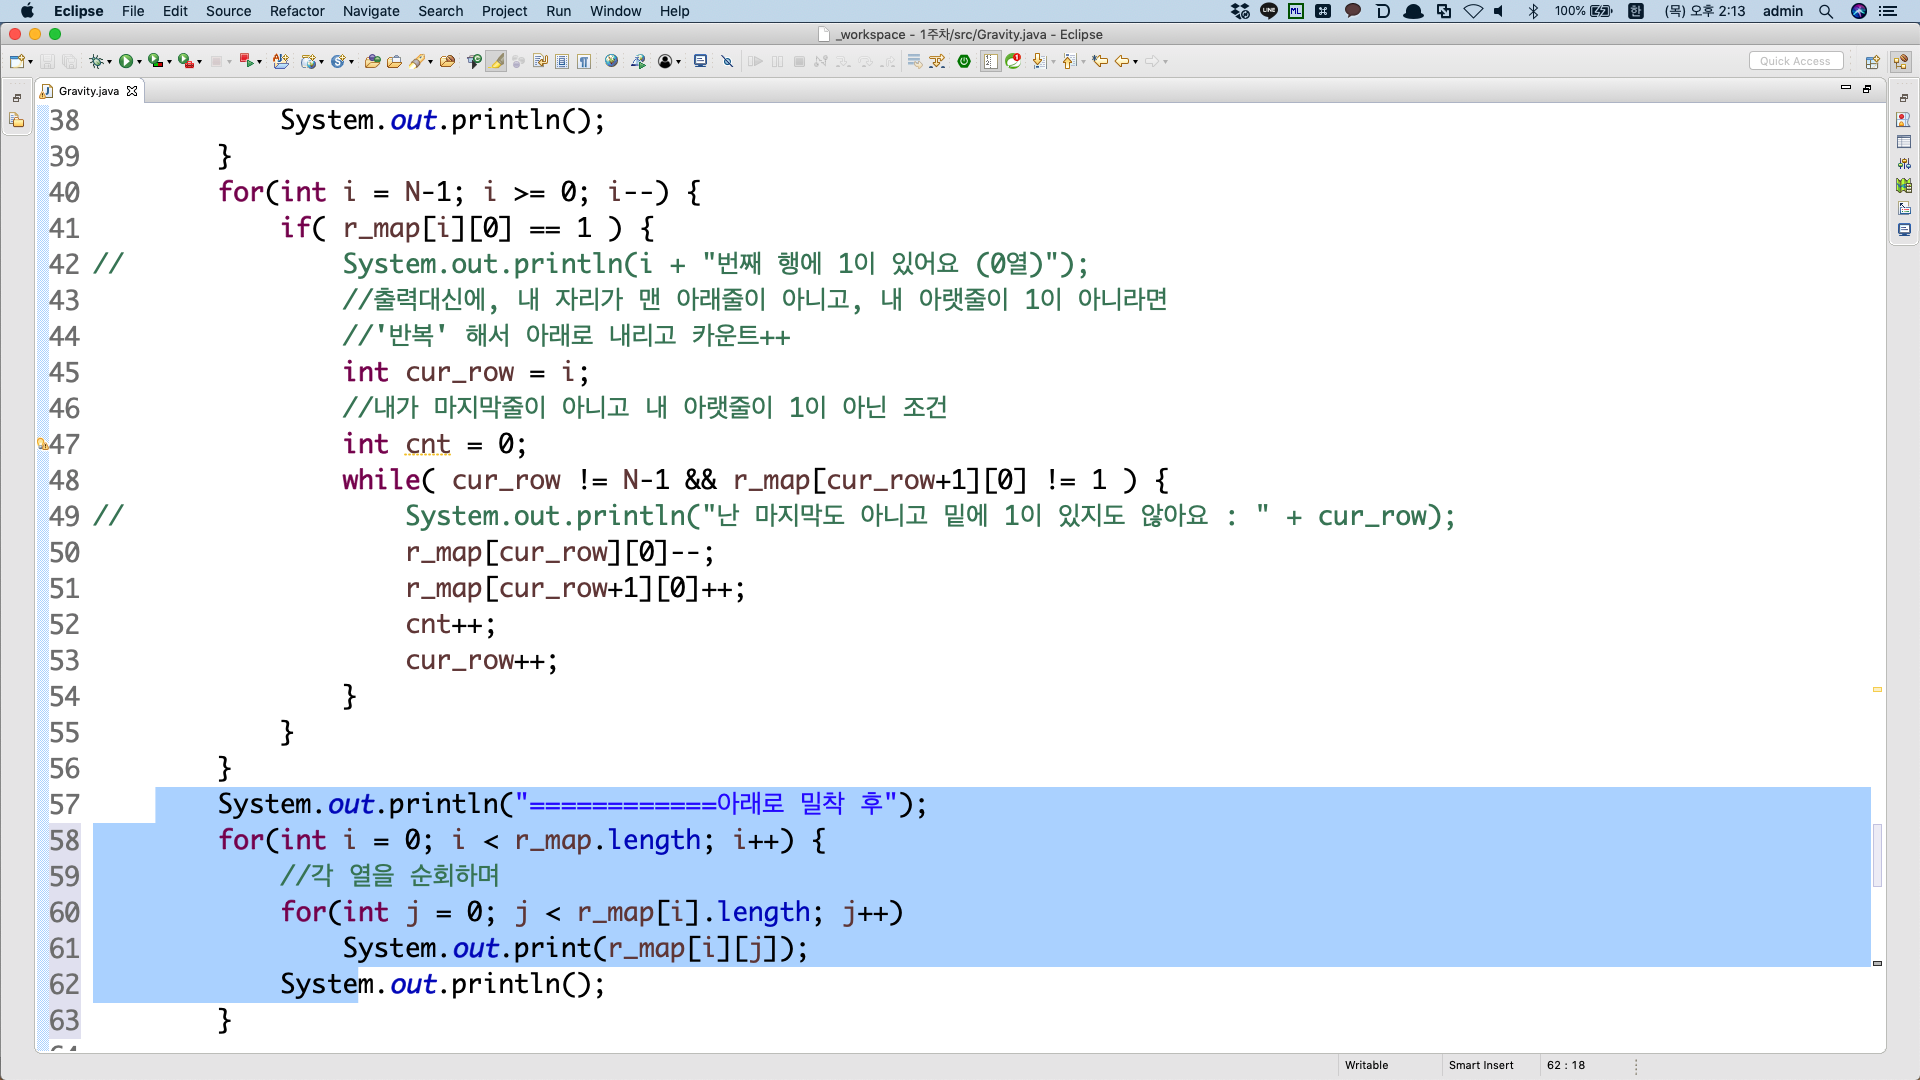 Eclipse File Edit Source Refactor Navigate Search Project Run Window Help 100% 한 (목) 오후 2:13 admin
_workspace - 1주차/src/Gravity.java - Eclipse
Quick Access
Gravity.java
38 System.out.println();
39 }
40 for(int i = N-1; i >= 0; i--) {
41 if( r_map[i][0] == 1 ) {
42 // System.out.println(i + "번째 행에 1이 있어요 (0열)");
43 //출력대신에, 내 자리가 맨 아래줄이 아니고, 내 아랫줄이 1이 아니라면
44 //'반복' 해서 아래로 내리고 카운트++
45 int cur_row = i;
46 //내가 마지막줄이 아니고 내 아랫줄이 1이 아닌 조건
47 int cnt = 0;
48 while( cur_row != N-1 && r_map[cur_row+1][0] != 1 ) {
49 // System.out.println("난 마지막도 아니고 밑에 1이 있지도 않아요 : " + cur_row);
50 r_map[cur_row][0]--;
51 r_map[cur_row+1][0]++;
52 cnt++;
53 cur_row++;
54 }
55 }
56 }
57 System.out.println("============아래로 밀착 후");
58 for(int i = 0; i < r_map.length; i++) {
59 //각 열을 순회하며
60 for(int j = 0; j < r_map[i].length; j++)
61 System.out.print(r_map[i][j]);
62 System.out.println();
63 }
Writable Smart Insert 62 : 18